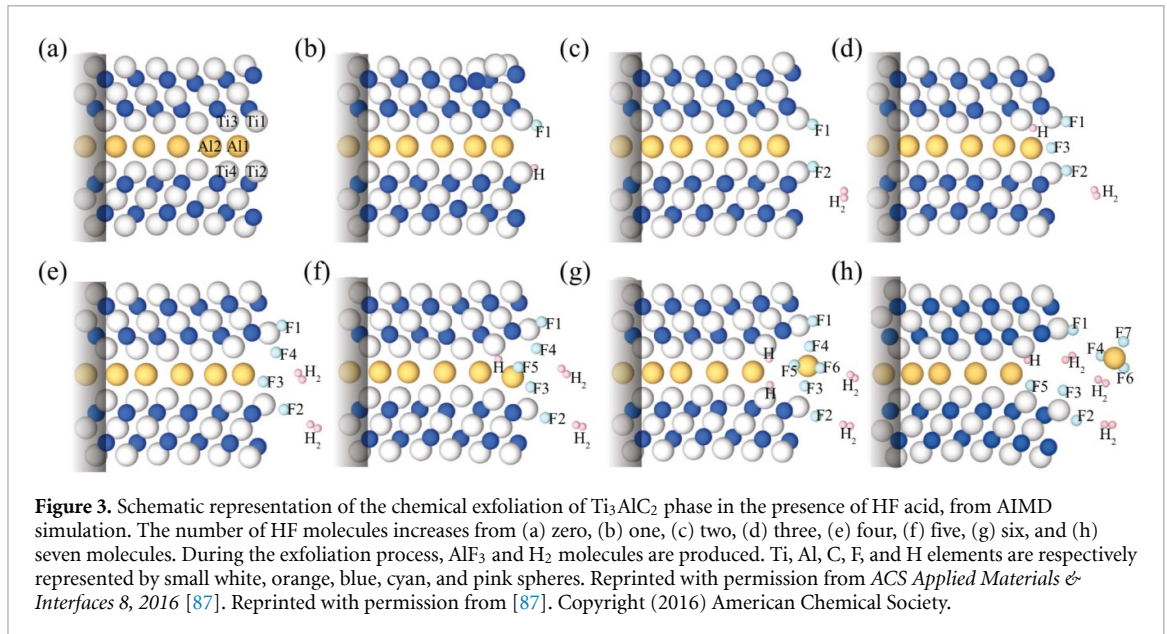 (a) (b) (c) (d)
Ti3 Ti1
Al2 Al1
Ti4 Ti2
F1
H
F1
F2
H2
H F1
F3
F2
H2
(e) (f) (g) (h)
F1
F4
H2
F3
F2
H2
F1
F4
H
F5
H2
F3
F2
H2
F1
F4
H
F5 F6
H2
F3
H
F2
H2
F1
F7
F4
H H2
F6
H2
F5
F3
F2
H2
Figure 3. Schematic representation of the chemical exfoliation of Ti₃AlC₂ phase in the presence of HF acid, from AIMD
simulation. The number of HF molecules increases from (a) zero, (b) one, (c) two, (d) three, (e) four, (f) five, (g) six, and (h)
seven molecules. During the exfoliation process, AlF₃ and H₂ molecules are produced. Ti, Al, C, F, and H elements are respectively
represented by small white, orange, blue, cyan, and pink spheres. Reprinted with permission from ACS Applied Materials &
Interfaces 8, 2016 [87]. Reprinted with permission from [87]. Copyright (2016) American Chemical Society.